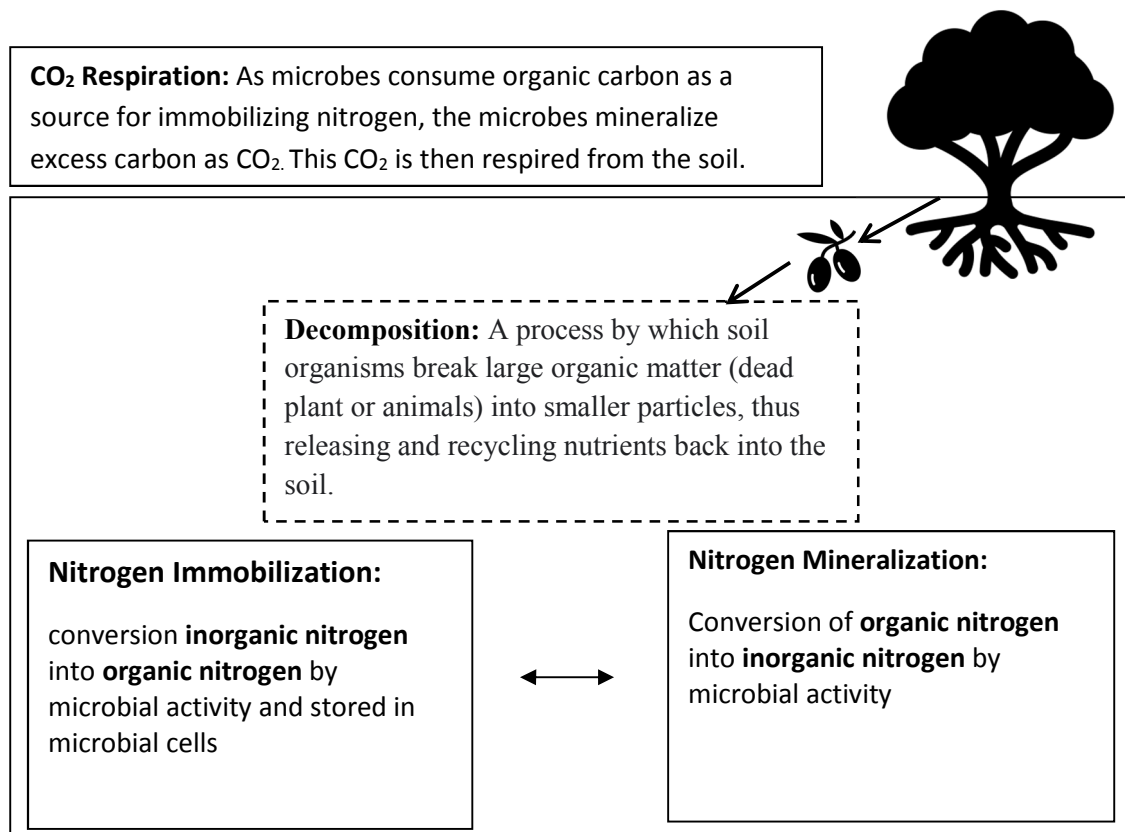 CO₂ Respiration: As microbes consume organic carbon as a
source for immobilizing nitrogen, the microbes mineralize
excess carbon as CO₂. This CO₂ is then respired from the soil.
Decomposition: A process by which soil
organisms break large organic matter (dead
plant or animals) into smaller particles, thus
releasing and recycling nutrients back into the
soil.
Nitrogen Immobilization:
conversion inorganic nitrogen
into organic nitrogen by
microbial activity and stored in
microbial cells
Nitrogen Mineralization:
Conversion of organic nitrogen
into inorganic nitrogen by
microbial activity